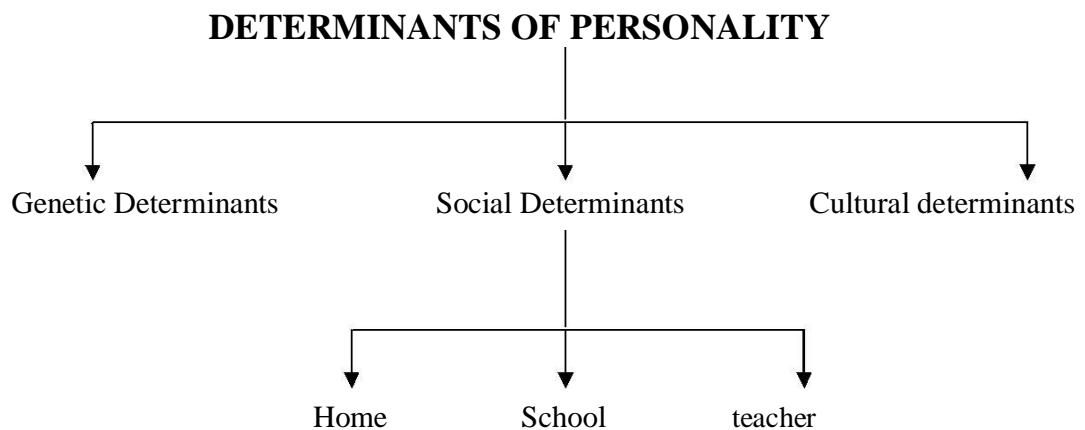 DETERMINANTS OF PERSONALITY
Genetic Determinants Social Determinants Cultural determinants
Home School teacher